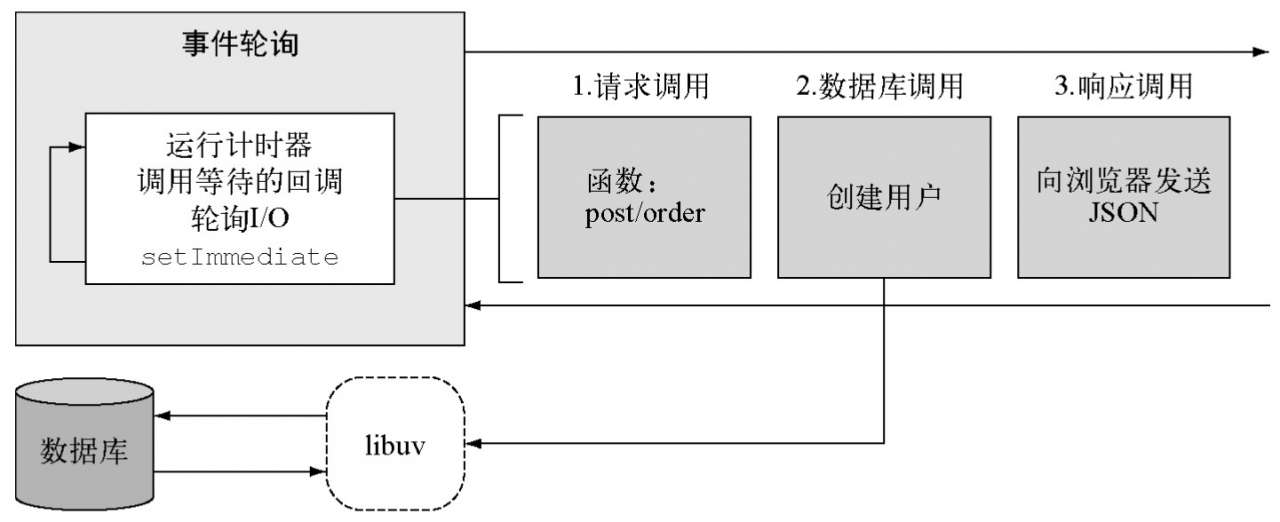 事件轮询
运行计时器
调用等待的回调
轮询I/O
setImmediate
1.请求调用
函数：
post/order
2.数据库调用
创建用户
3.响应调用
向浏览器发送
JSON
数据库
libuv